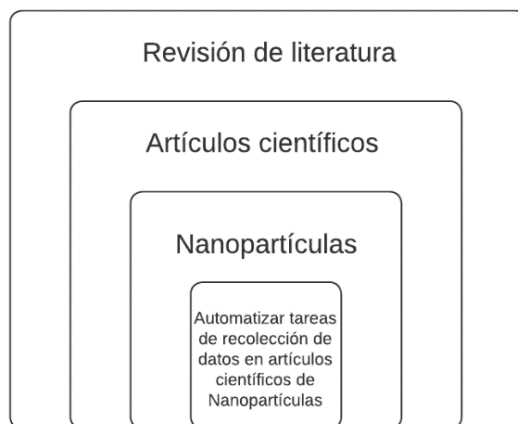 Revisión de literatura
Artículos científicos
Nanopartículas
Automatizar tareas
de recolección de
datos en artículos
científicos de
Nanopartículas